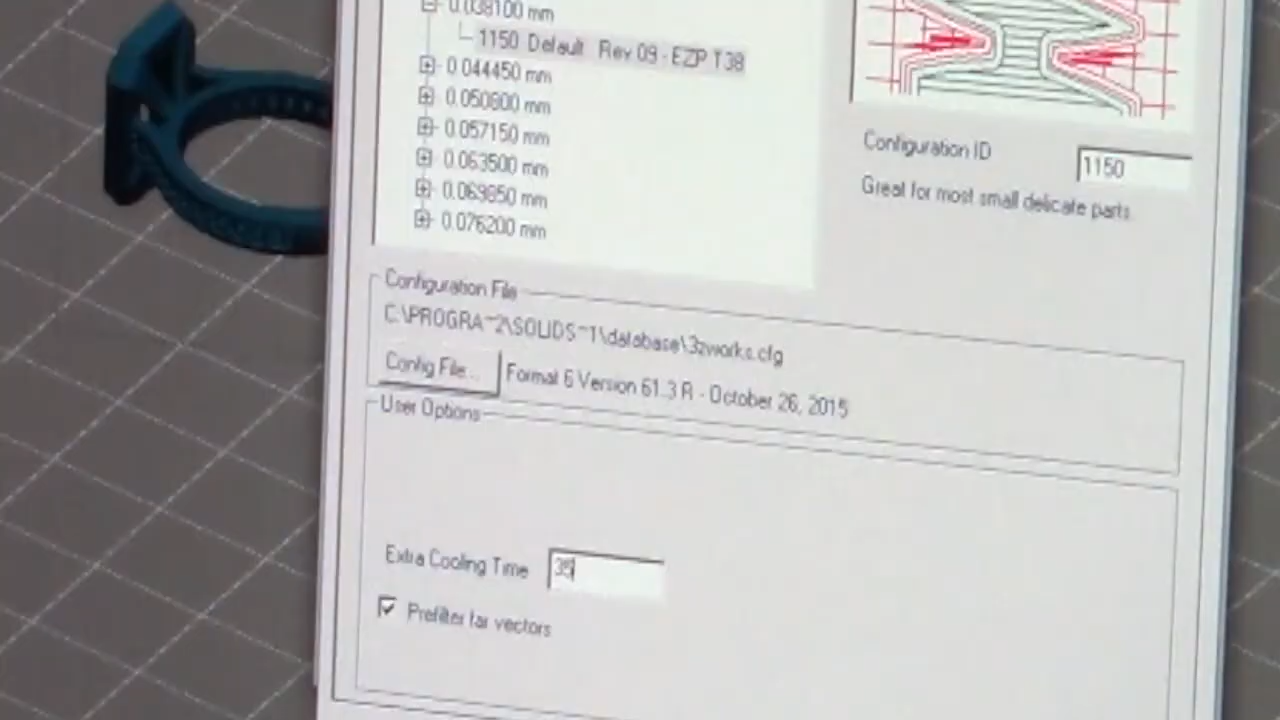 0.038100 mm
1150 Default Rev 09 - EZP T38
0.044450 mm
0.050800 mm
0.057150 mm
0.063500 mm
0.069850 mm
0.076200 mm
Configuration ID
1150
Great for most small delicate parts.
Configuration File
C:\PROGRA~2\SOLIDS~1\database\3zworks.cfg
Config File...
Format 6 Version 61.3 R - October 26, 2015
User Options
Extra Cooling Time
35
Prefilter tar vectors